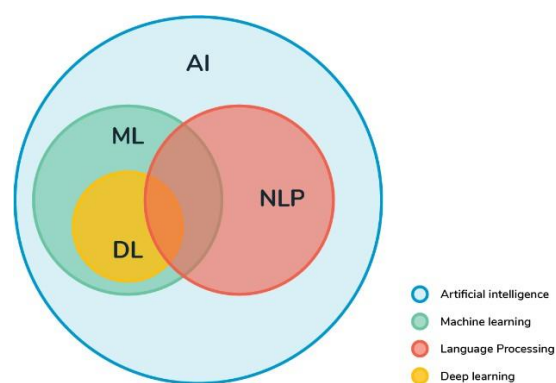 AI
ML
NLP
DL
Artificial intelligence
Machine learning
Language Processing
Deep learning